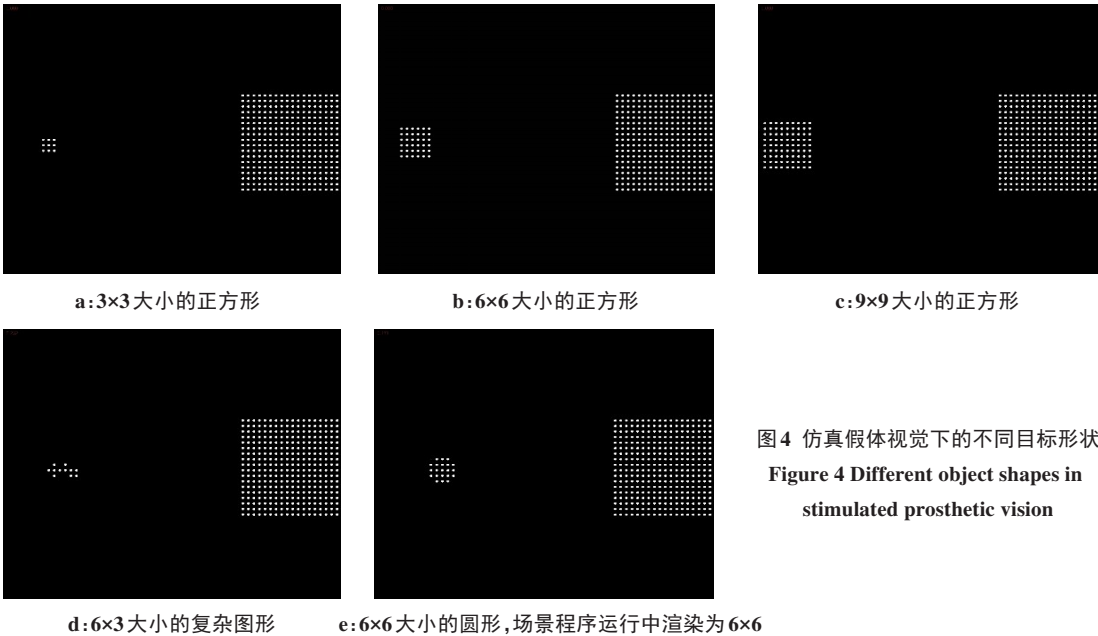 a:3×3大小的正方形
b:6×6大小的正方形
c:9×9大小的正方形
图4 仿真假体视觉下的不同目标形状
Figure 4 Different object shapes in
stimulated prosthetic vision
d:6×3大小的复杂图形
e:6×6大小的圆形,场景程序运行中渲染为6×6